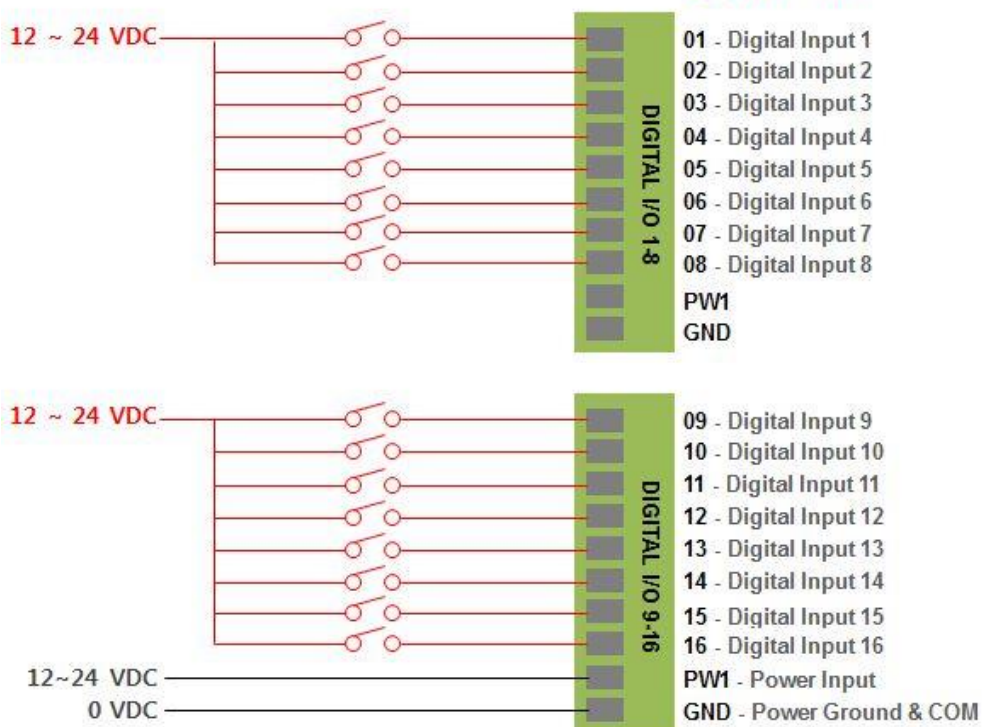 12 ~ 24 VDC
DIGITAL I/O 1-8
01 - Digital Input 1
02 - Digital Input 2
03 - Digital Input 3
04 - Digital Input 4
05 - Digital Input 5
06 - Digital Input 6
07 - Digital Input 7
08 - Digital Input 8
PW1
GND
12 ~ 24 VDC
DIGITAL I/O 9-16
09 - Digital Input 9
10 - Digital Input 10
11 - Digital Input 11
12 - Digital Input 12
13 - Digital Input 13
14 - Digital Input 14
15 - Digital Input 15
16 - Digital Input 16
12~24 VDC
PW1 - Power Input
0 VDC
GND - Power Ground & COM